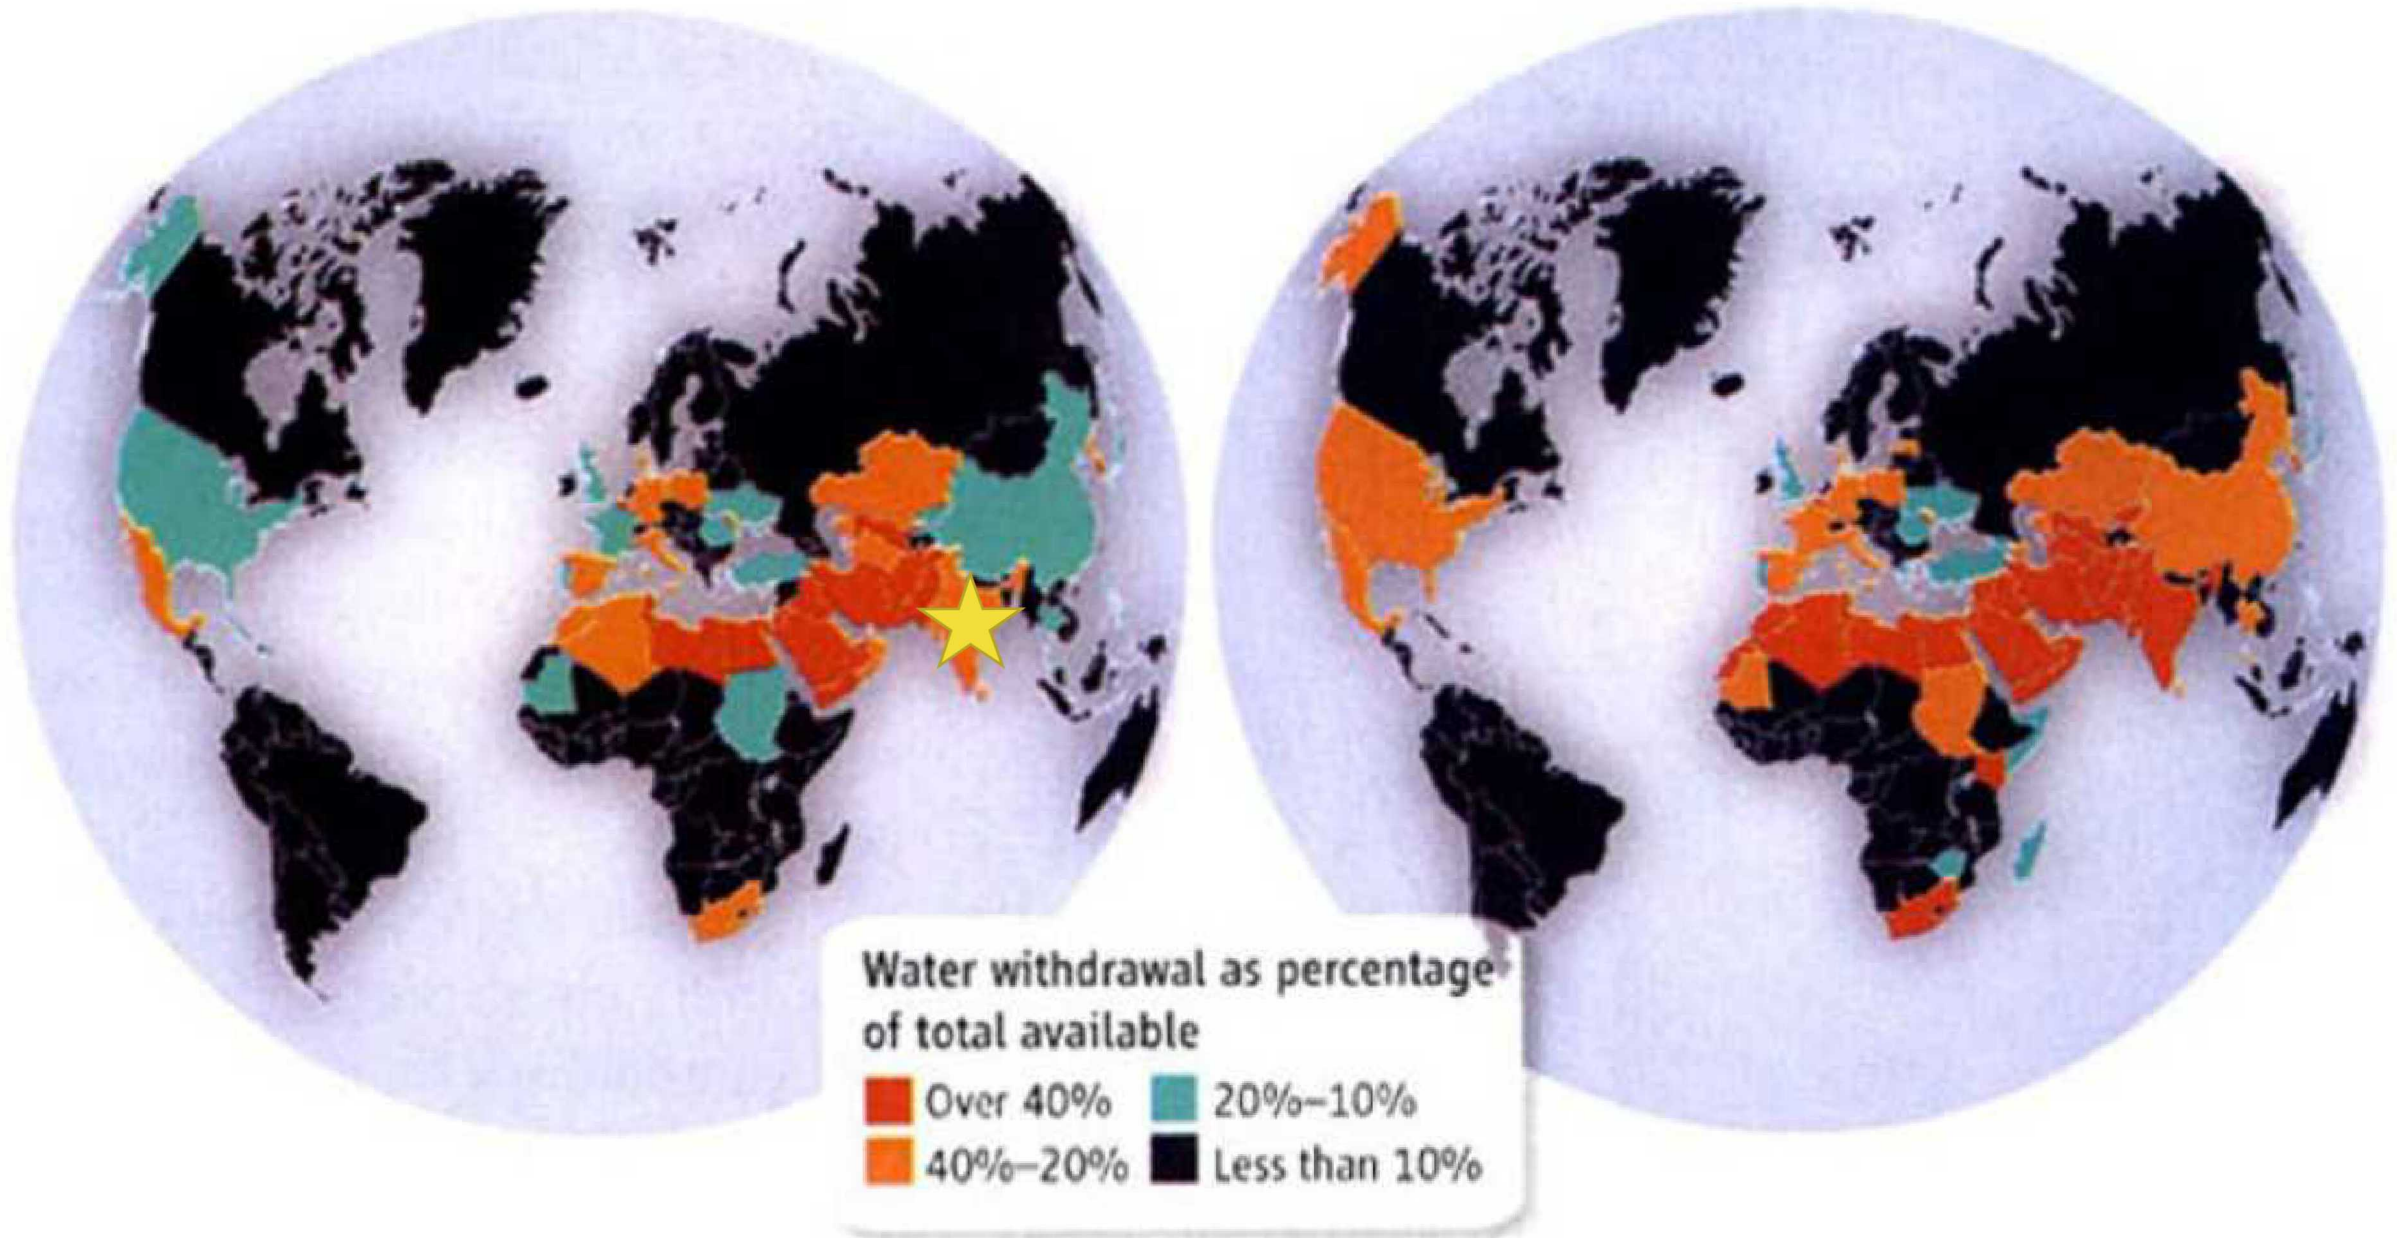 Water withdrawal as percentage
of total available
Over 40% 20%–10%
40%–20% Less than 10%